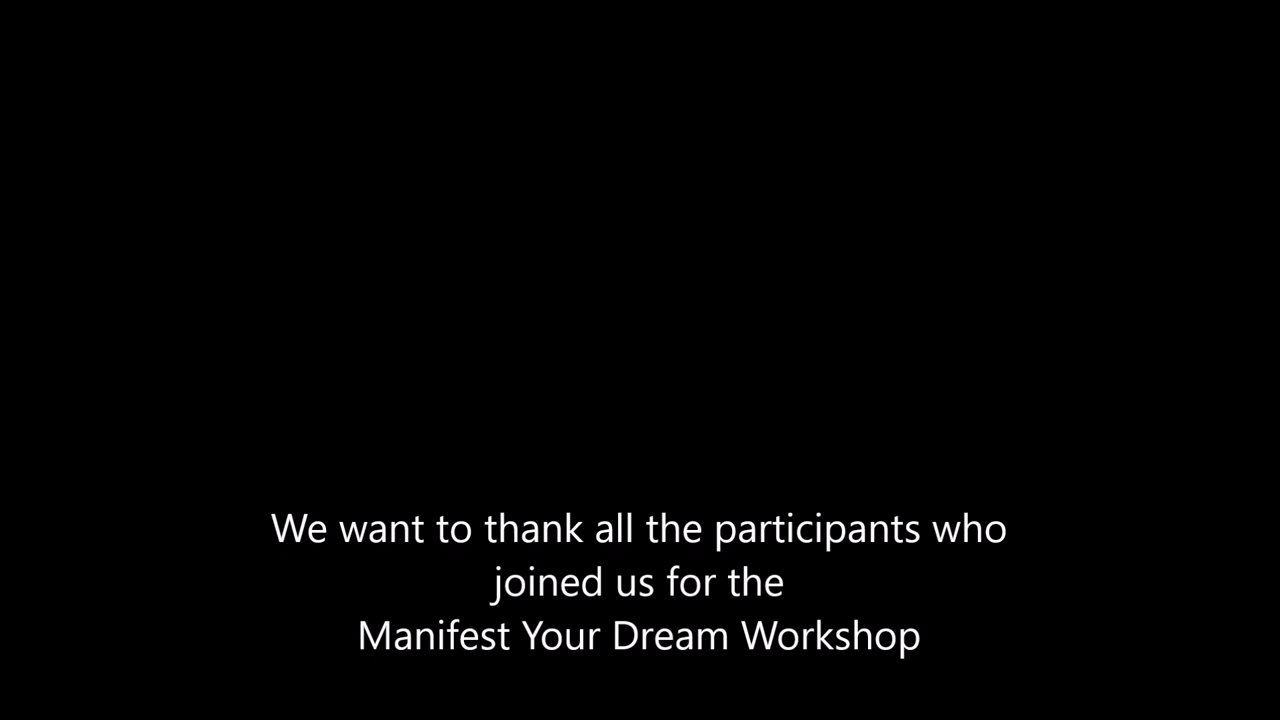 We want to thank all the participants who
joined us for the
Manifest Your Dream Workshop